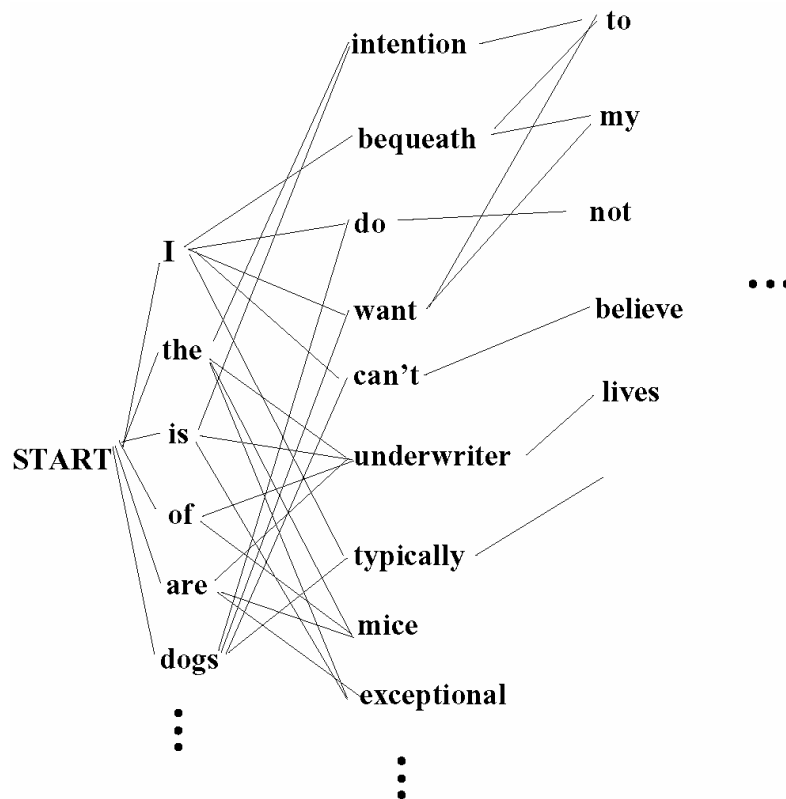 START
I
the
is
of
are
dogs
intention
bequeath
do
want
can't
underwriter
typically
mice
exceptional
to
my
not
believe
lives